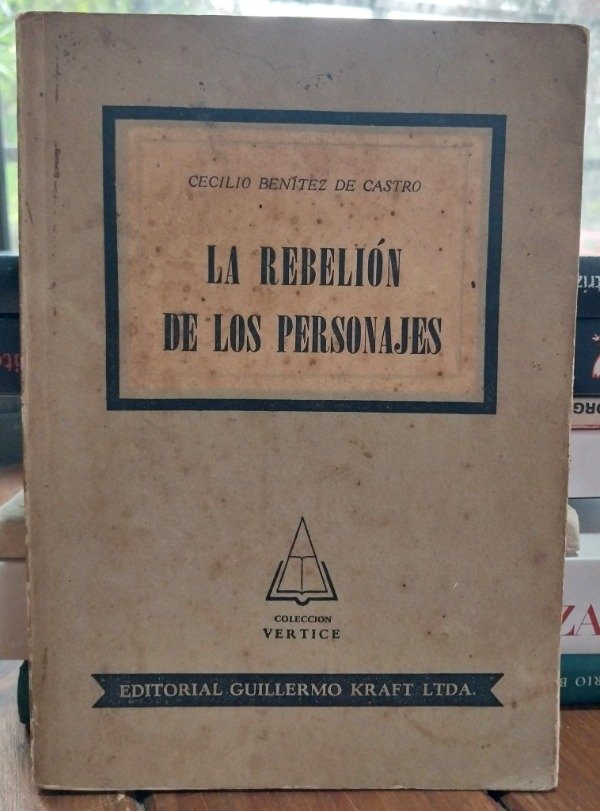 CECILIO BENÍTEZ DE CASTRO
LA REBELIÓN
DE LOS PERSONAJES
COLECCION
VERTICE
EDITORIAL GUILLERMO KRAFT LTDA.